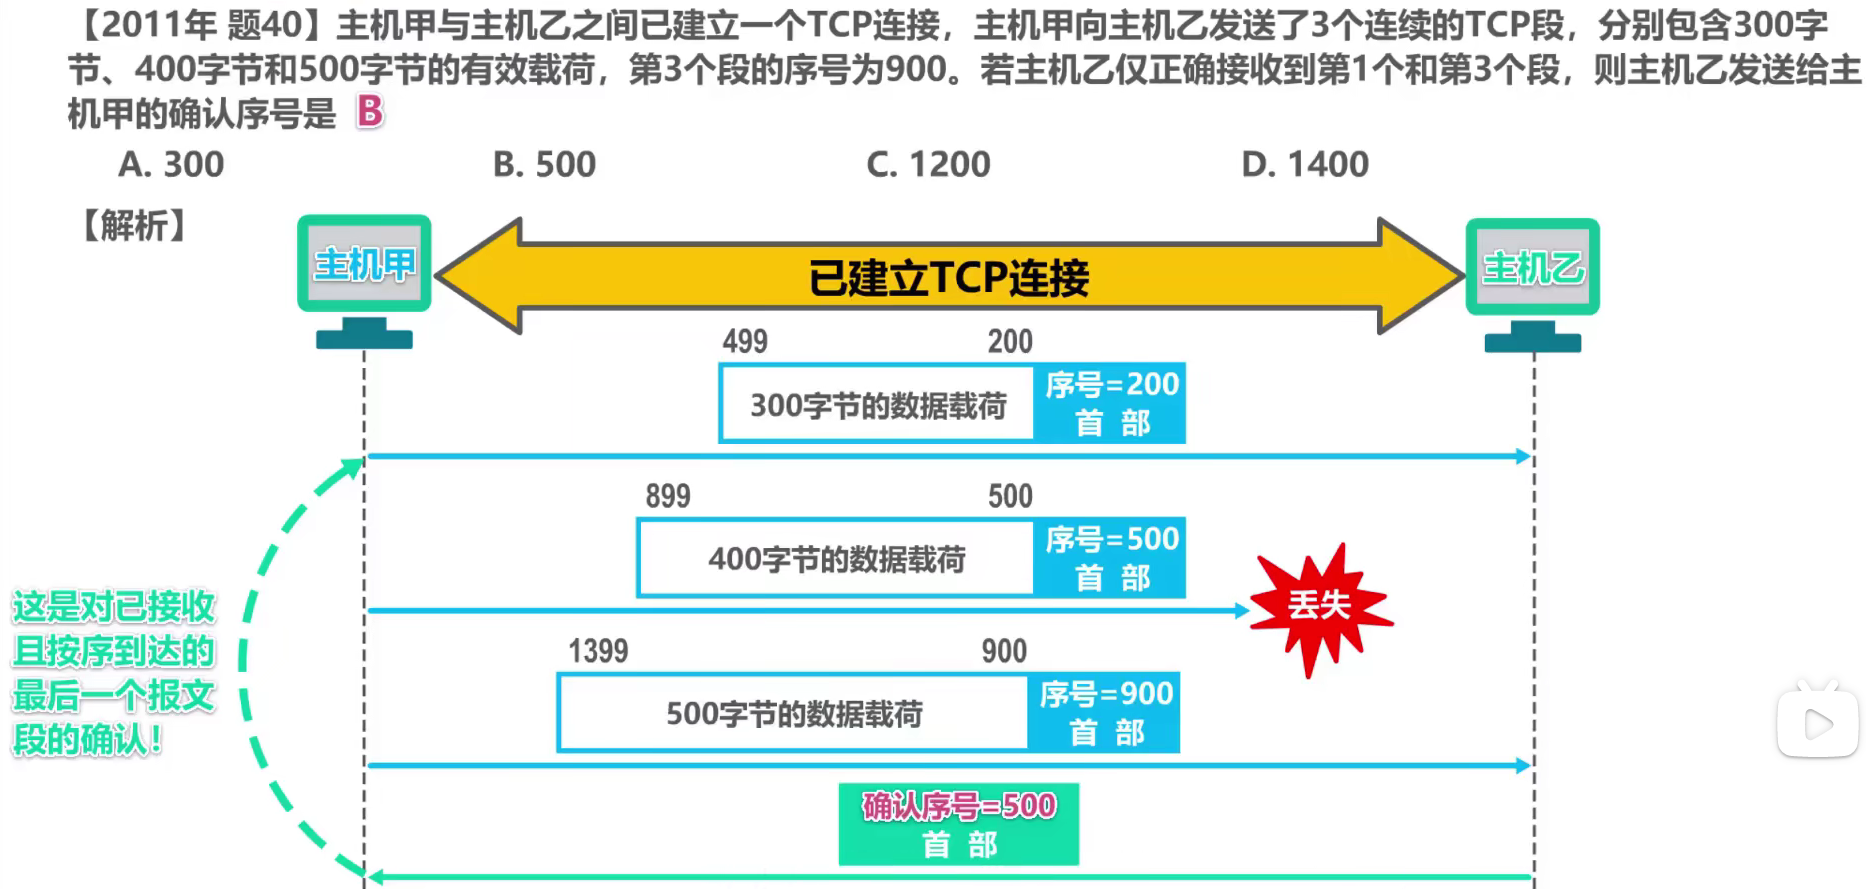 【2011年 题40】主机甲与主机乙之间已建立一个TCP连接，主机甲向主机乙发送了3个连续的TCP段，分别包含300字
节、400字节和500字节的有效载荷，第3个段的序号为900。若主机乙仅正确接收到第1个和第3个段，则主机乙发送给主
机甲的确认序号是 B
A. 300 B. 500 C. 1200 D. 1400
【解析】
主机甲
已建立TCP连接
主机乙
499 200
300字节的数据载荷
序号=200
首 部
899 500
400字节的数据载荷
序号=500
首 部
丢失
这是对已接收
且按序到达的
最后一个报文
段的确认！
1399 900
500字节的数据载荷
序号=900
首 部
确认序号=500
首 部